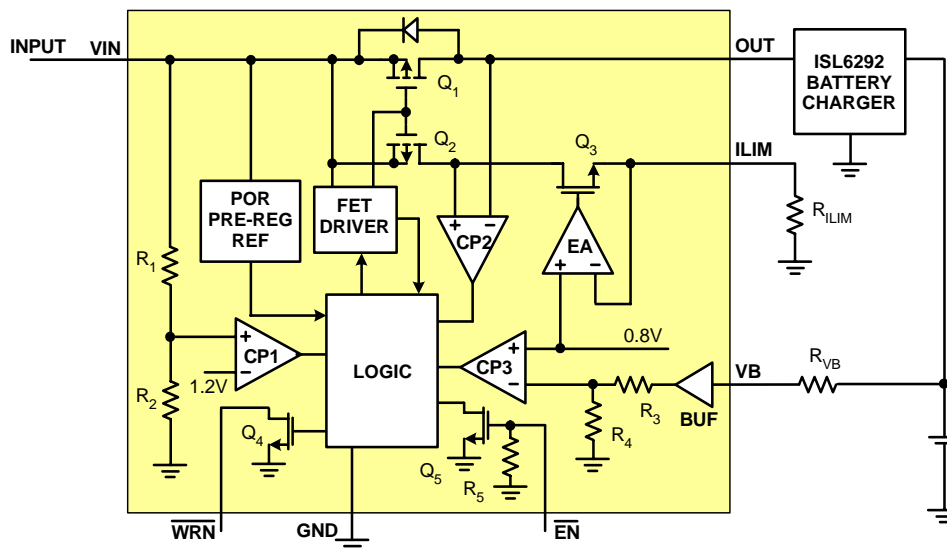 INPUT
VIN
OUT
ISL6292
BATTERY
CHARGER
Q1
Q2
Q3
ILIM
RILIM
POR
PRE-REG
REF
FET
DRIVER
+
−
CP2
EA
+
−
R1
+
−
CP1
1.2V
LOGIC
+
−
CP3
0.8V
VB
RVB
BUF
R3
R4
R2
Q4
Q5
R5
WRN
GND
EN